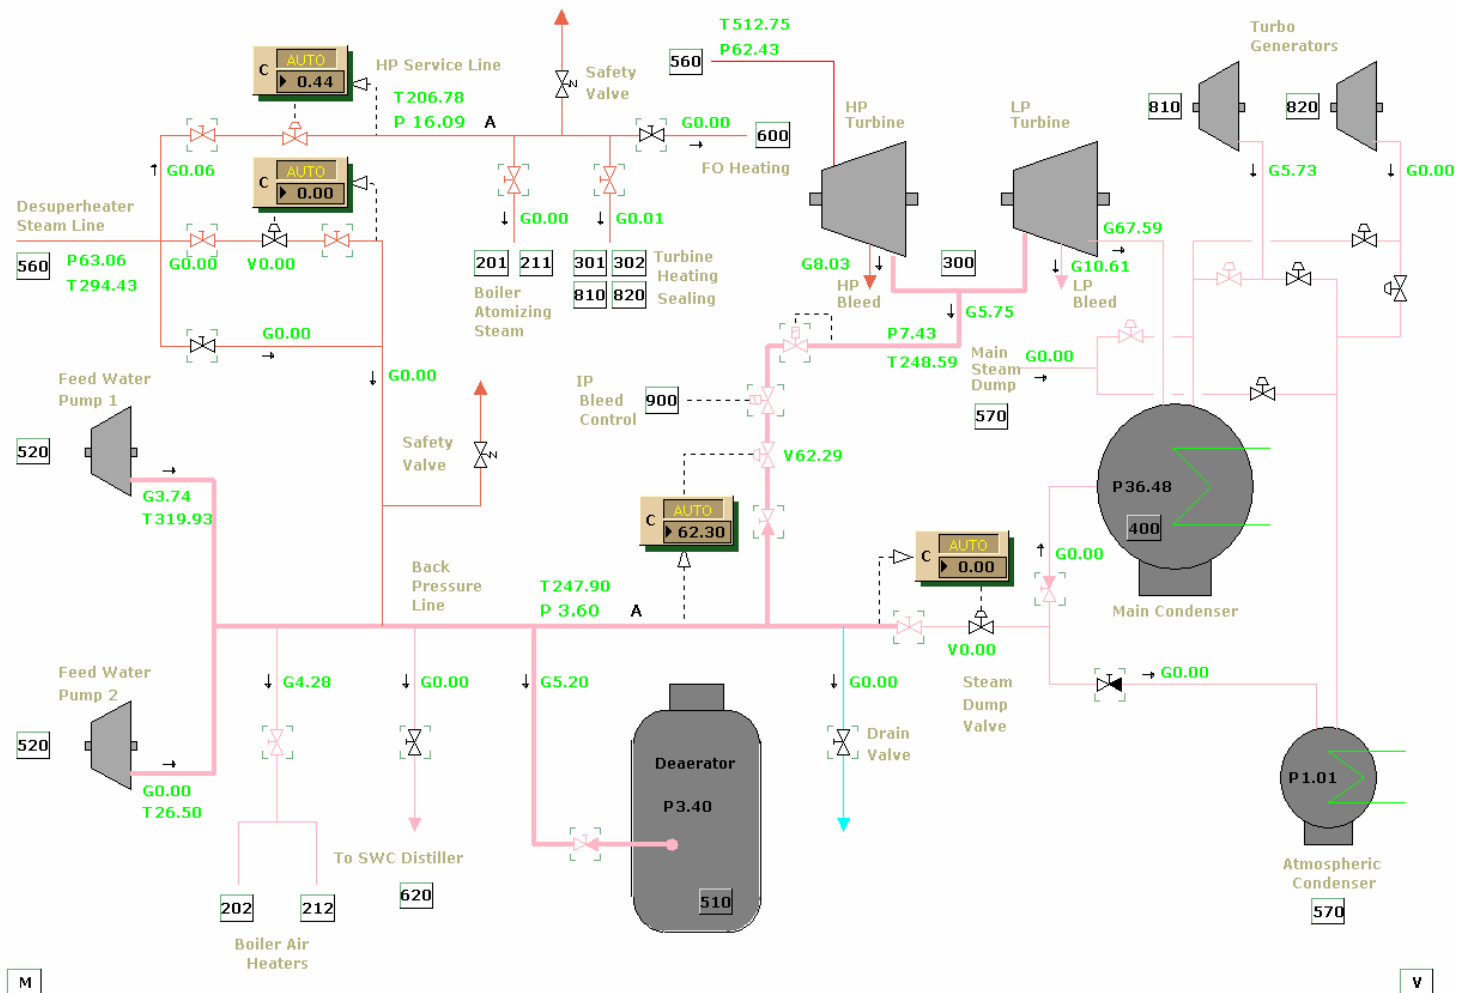 T512.75
P62.43
560
Turbo
Generators
AUTO
C
0.44
HP Service Line
T206.78
P 16.09
A
Safety
Valve
N
HP
Turbine
LP
Turbine
810
820
G0.00
600
FO Heating
G0.06
AUTO
C
0.00
G5.73
G0.00
Desuperheater
Steam Line
560
P63.06
T294.43
G0.00
V0.00
G0.00
G0.01
201
211
301
302
810
820
Boiler
Atomizing
Steam
Turbine
Heating
Sealing
G67.59
G8.03
300
G10.61
HP
Bleed
LP
Bleed
G5.75
G0.00
P7.43
T248.59
Main
Steam
Dump
G0.00
570
G0.00
Feed Water
Pump 1
520
G3.74
T319.93
IP
Bleed
Control
900
Safety
Valve
N
V62.29
AUTO
C
62.30
P36.48
400
Main Condenser
AUTO
C
0.00
G0.00
Back
Pressure
Line
T247.90
P 3.60
A
V0.00
Steam
Dump
Valve
G0.00
Feed Water
Pump 2
520
G0.00
T26.50
G4.28
G0.00
G5.20
G0.00
Drain
Valve
Deaerator
P3.40
510
P1.01
Atmospheric
Condenser
570
To SWC Distiller
620
202
212
Boiler Air
Heaters
M
V